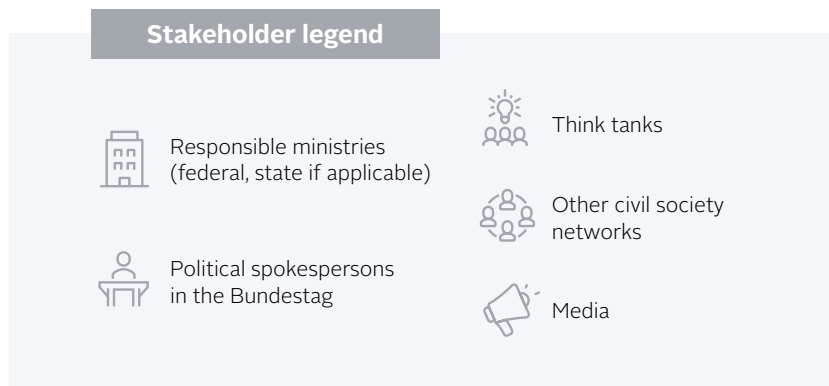 Stakeholder legend
Responsible ministries
(federal, state if applicable)
Political spokespersons
in the Bundestag
Think tanks
Other civil society
networks
Media